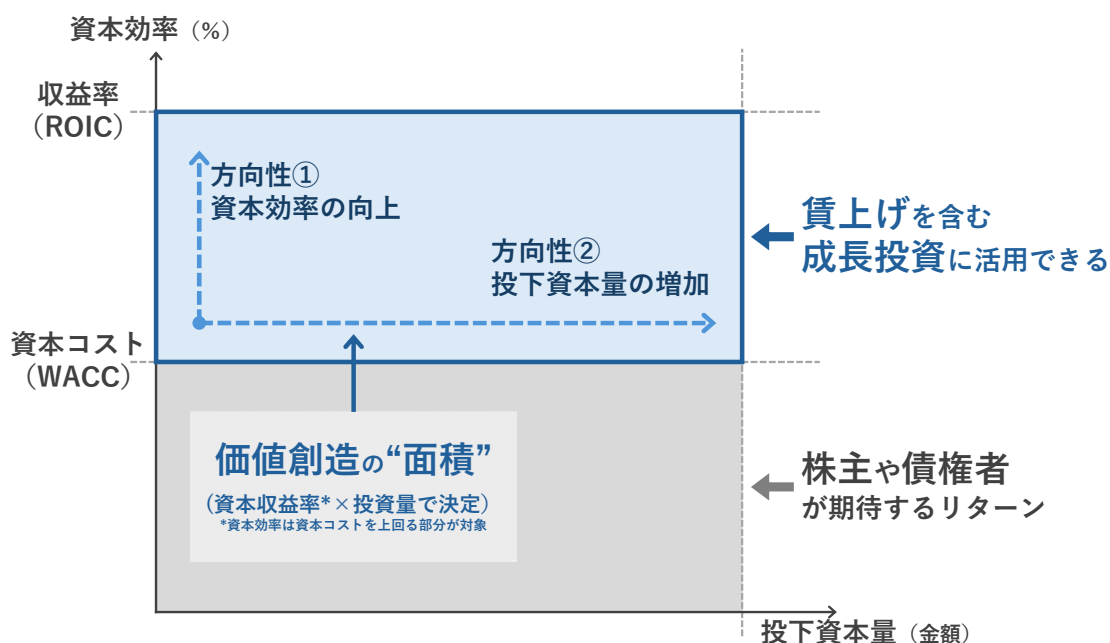 資本効率（%）
収益率
（ROIC）
方向性①
資本効率の向上
賃上げを含む
成長投資に活用できる
方向性②
投下資本量の増加
資本コスト
（WACC）
価値創造の“面積”
（資本収益率*×投資量で決定）
*資本効率は資本コストを上回る部分が対象
株主や債権者
が期待するリターン
投下資本量（金額）